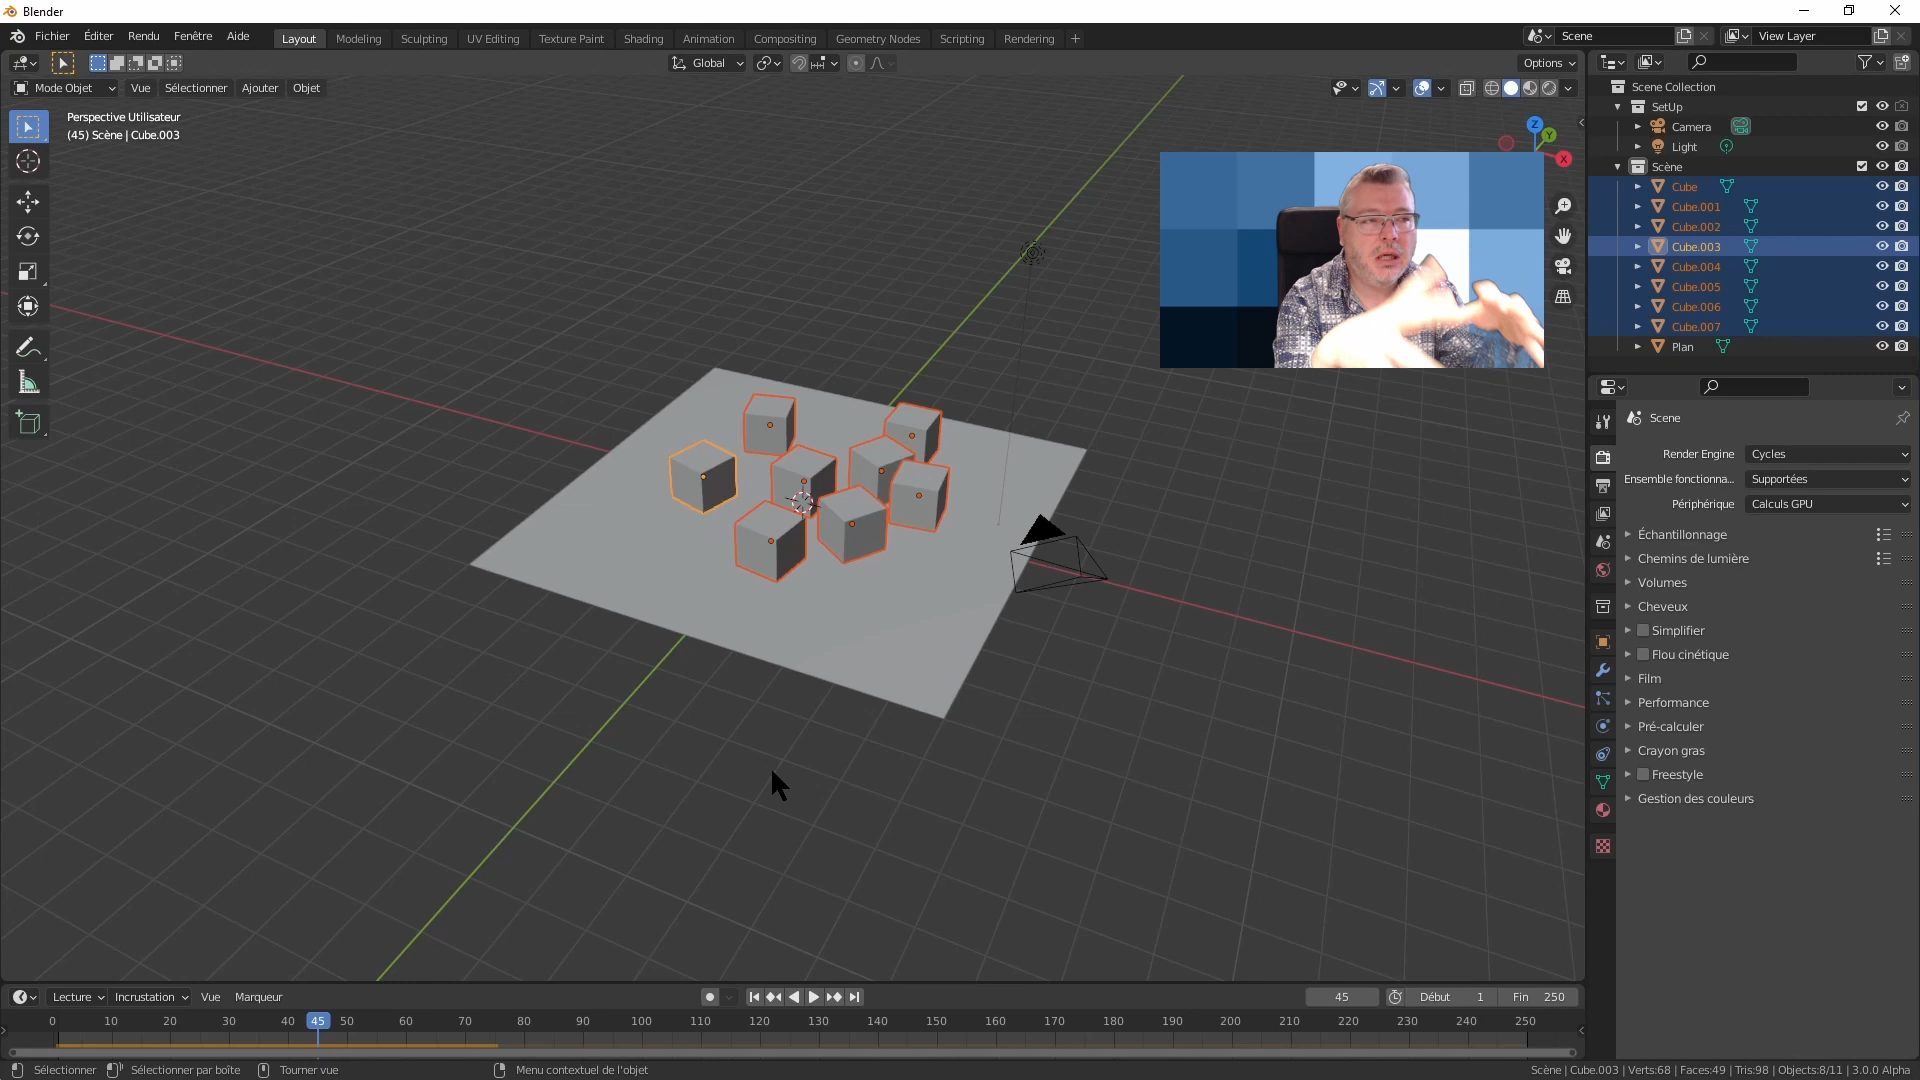 Blender
Fichier Éditer Rendu Fenêtre Aide Layout Modeling Sculpting UV Editing Texture Paint Shading Animation Compositing Geometry Nodes Scripting Rendering + Scene View Layer
Global Options
Mode Objet Vue Sélectionner Ajouter Objet
Perspective Utilisateur
(45) Scène | Cube.003
Z
Y
X
Scene Collection
SetUp
Camera
Light
Scène
Cube
Cube.001
Cube.002
Cube.003
Cube.004
Cube.005
Cube.006
Cube.007
Plan
Scene
Render Engine Cycles
Ensemble fonctionna... Supportées
Périphérique Calculs GPU
Échantillonnage
Chemins de lumière
Volumes
Cheveux
Simplifier
Flou cinétique
Film
Performance
Pré-calculer
Crayon gras
Freestyle
Gestion des couleurs
Lecture Incrustation Vue Marqueur 45 Début 1 Fin 250
0 10 20 30 40 45 50 60 70 80 90 100 110 120 130 140 150 160 170 180 190 200 210 220 230 240 250
Sélectionner Sélectionner par boîte Tourner vue Menu contextuel de l'objet Scène | Cube.003 | Verts:68 | Faces:49 | Tris:98 | Objects:8/11 | 3.0.0 Alpha